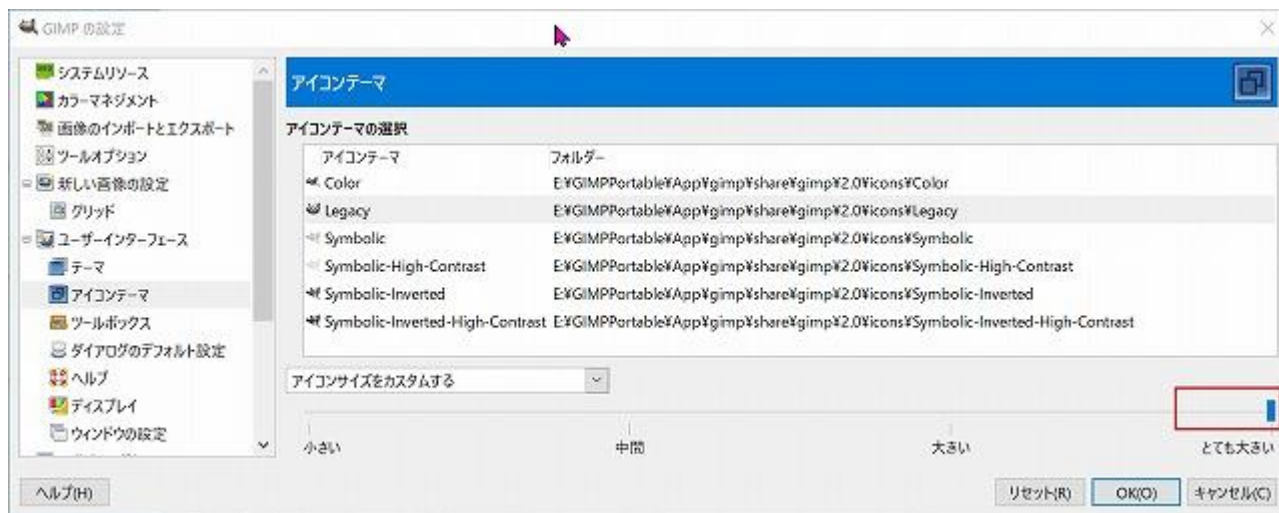 GIMP の設定
システムリソース
カラーマネジメント
画像のインポートとエクスポート
ツールオプション
新しい画像の設定
グリッド
ユーザーインターフェース
テーマ
アイコンテーマ
ツールボックス
ダイアログのデフォルト設定
ヘルプ
ディスプレイ
ウィンドウの設定
アイコンテーマ
アイコンテーマの選択
アイコンテーマ フォルダー
Color E:¥GIMPPortable¥App¥gimp¥share¥gimp¥2.0¥icons¥Color
Legacy E:¥GIMPPortable¥App¥gimp¥share¥gimp¥2.0¥icons¥Legacy
Symbolic E:¥GIMPPortable¥App¥gimp¥share¥gimp¥2.0¥icons¥Symbolic
Symbolic-High-Contrast E:¥GIMPPortable¥App¥gimp¥share¥gimp¥2.0¥icons¥Symbolic-High-Contrast
Symbolic-Inverted E:¥GIMPPortable¥App¥gimp¥share¥gimp¥2.0¥icons¥Symbolic-Inverted
Symbolic-Inverted-High-Contrast E:¥GIMPPortable¥App¥gimp¥share¥gimp¥2.0¥icons¥Symbolic-Inverted-High-Contrast
アイコンサイズをカスタムする
小さい 中間 大きい とても大きい
ヘルプ(H) リセット(R) OK(O) キャンセル(C)